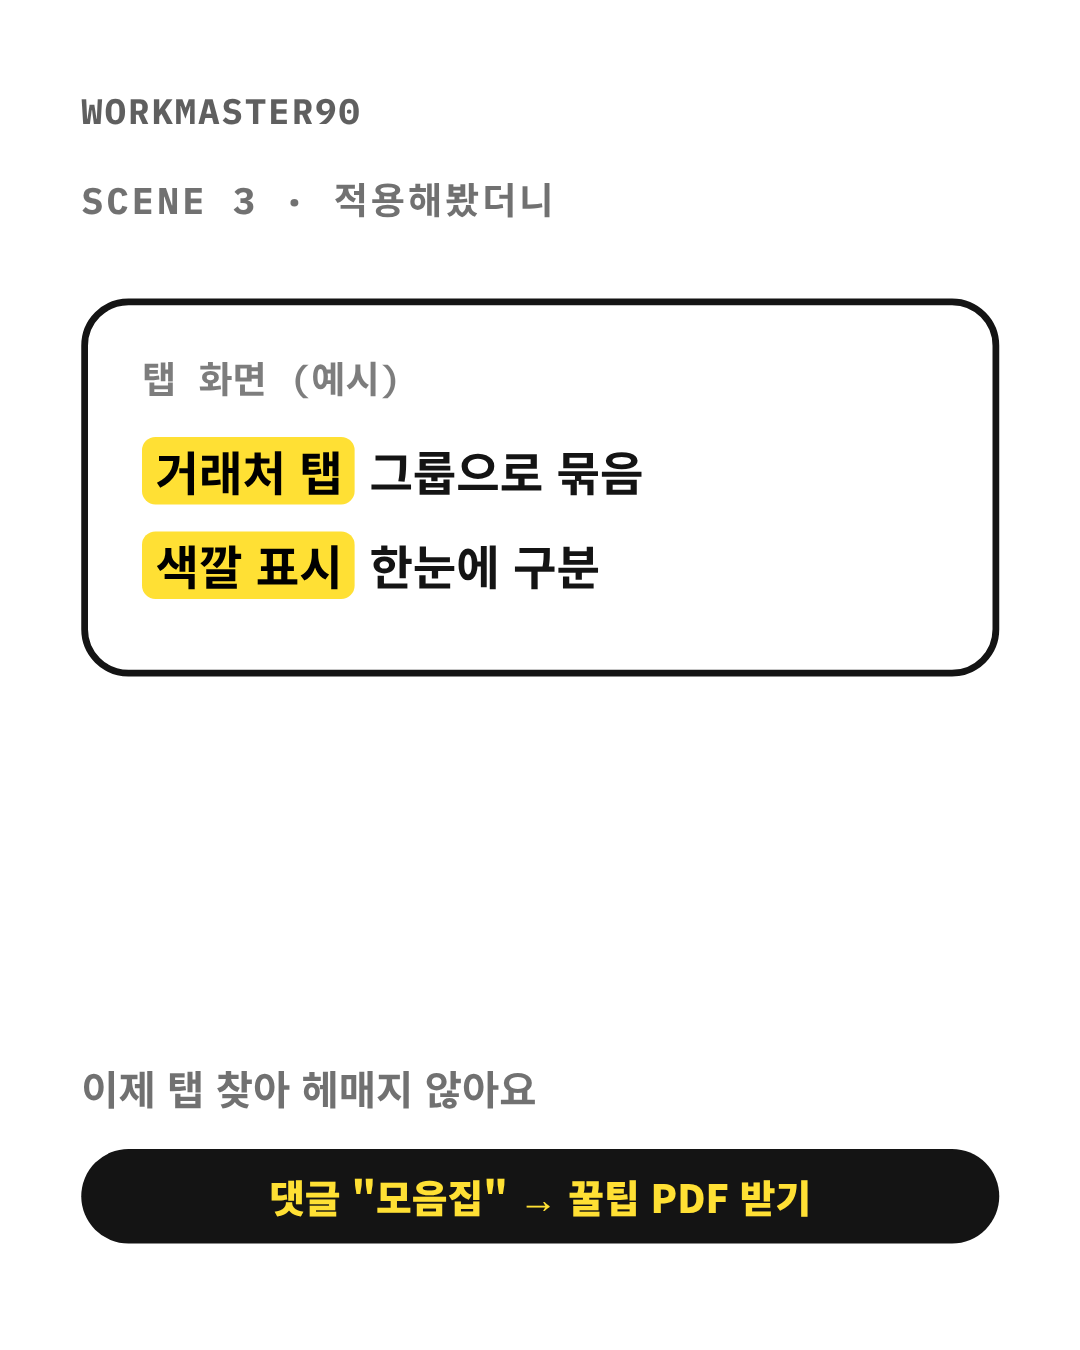 WORKMASTER90
SCENE 3 · 적용해봤더니
탭 화면 (예시)
거래처 탭 그룹으로 묶음
색깔 표시 한눈에 구분
이제 탭 찾아 헤매지 않아요
댓글 "모음집" → 꿀팁 PDF 받기